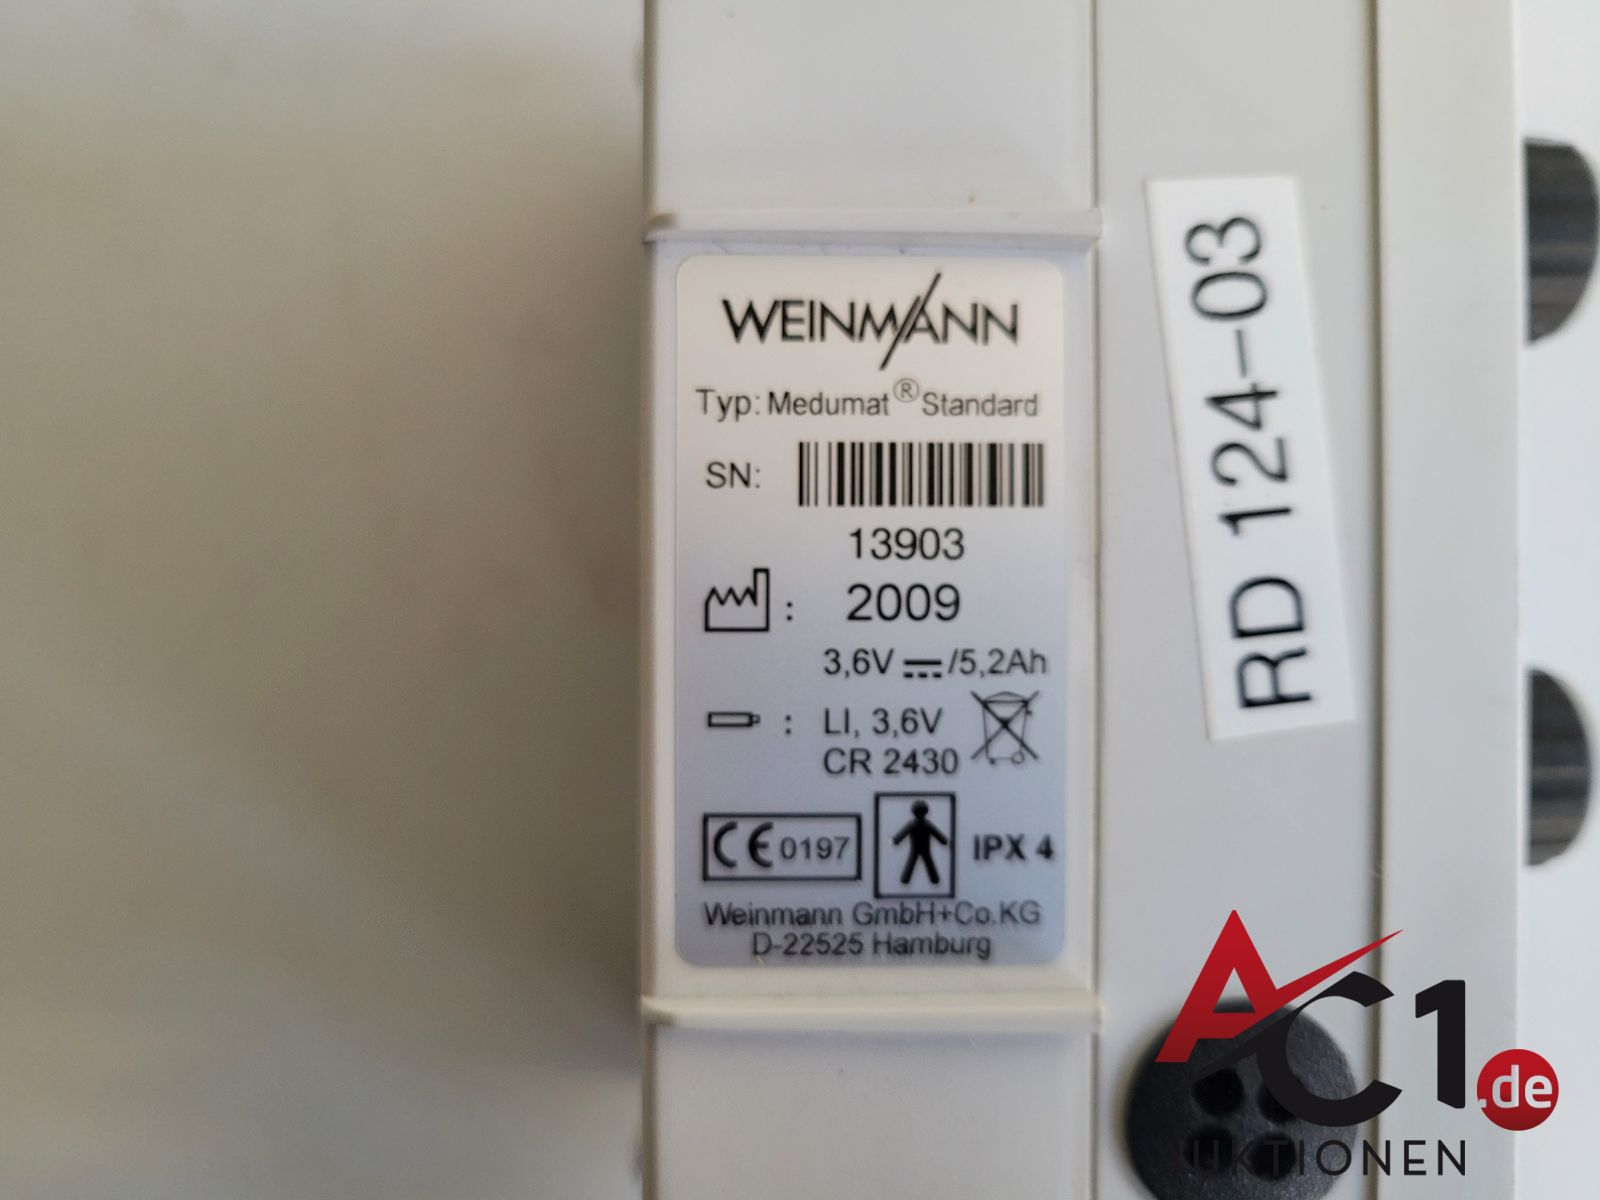 WEINMANN
Typ: Medumat® Standard
SN:
13903
: 2009
3,6V ⎓/5,2Ah
: LI, 3,6V
CR 2430
CE 0197 IPX 4
Weinmann GmbH+Co.KG
D-22525 Hamburg
RD 124-03
AC1.de
AUKTIONEN